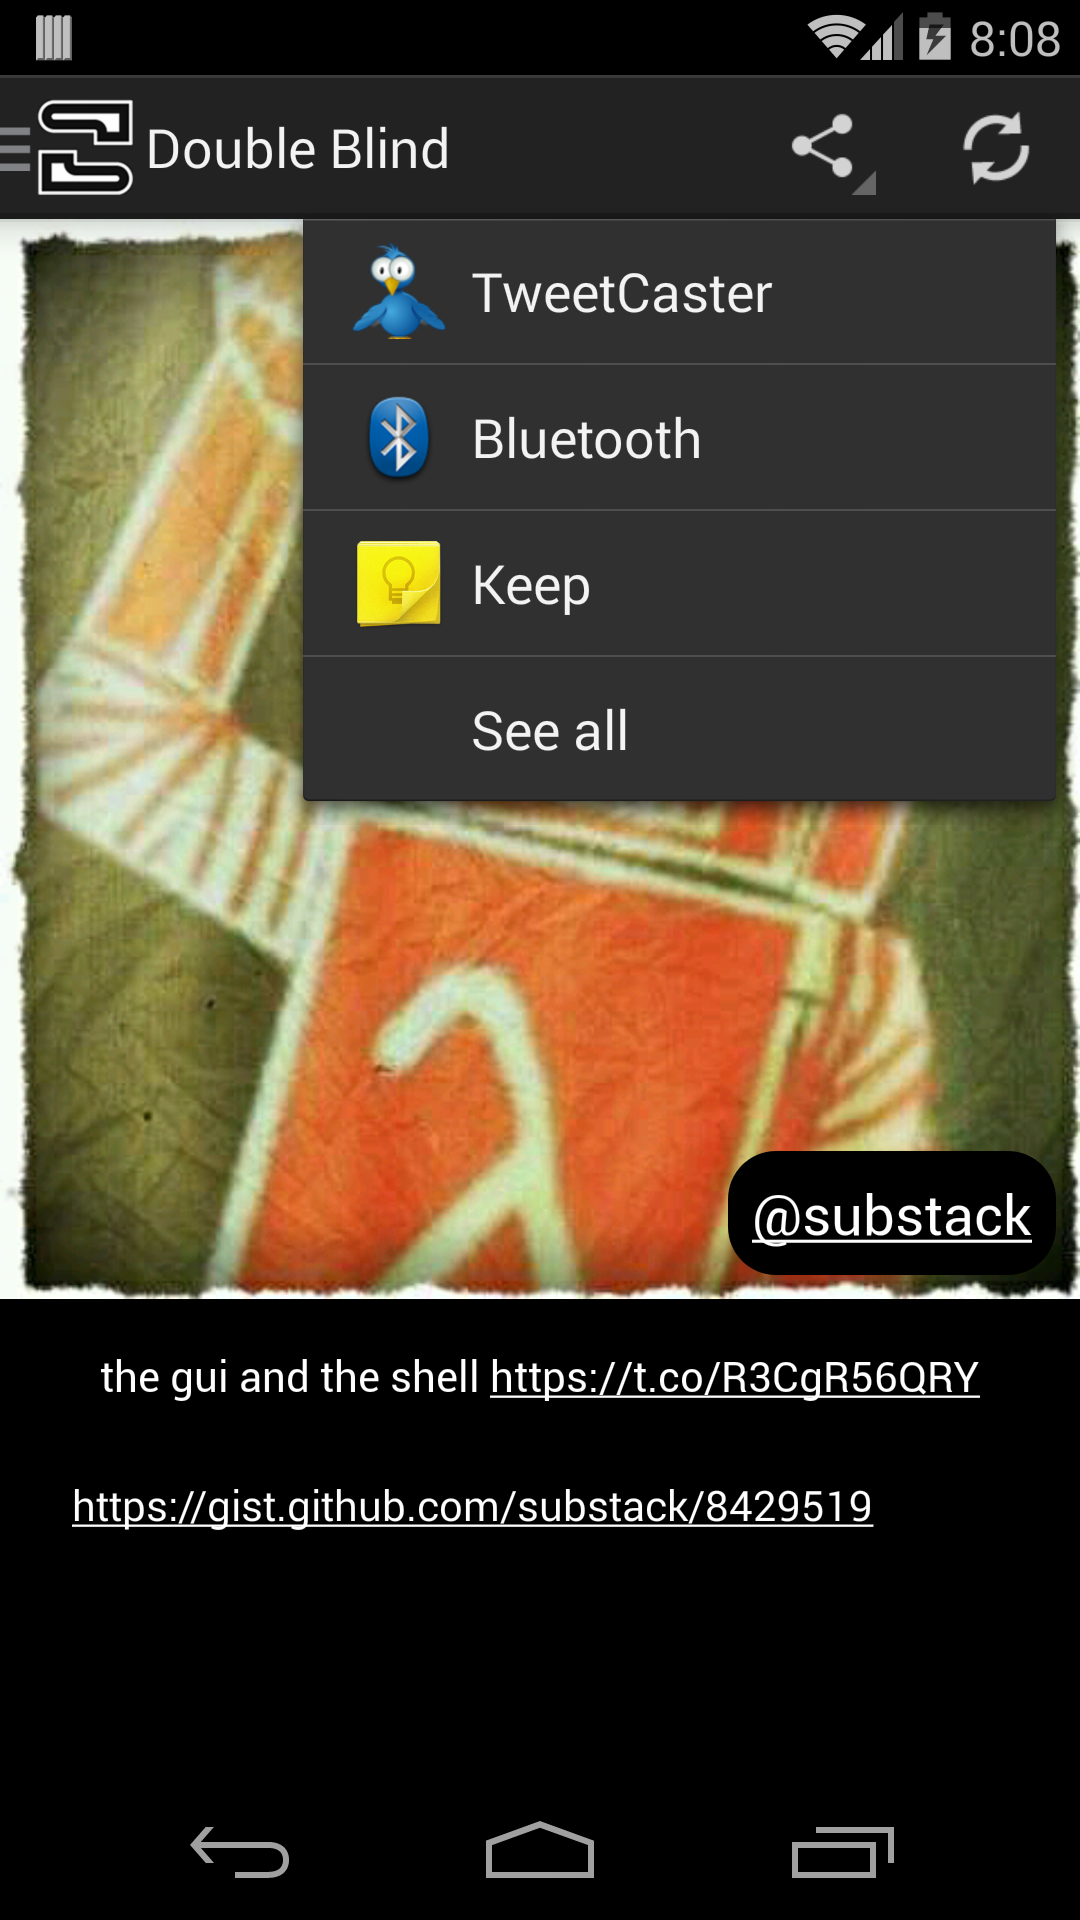 8:08
Double Blind
TweetCaster
Bluetooth
Keep
See all
@substack
the gui and the shell https://t.co/R3CgR56QRY
https://gist.github.com/substack/8429519